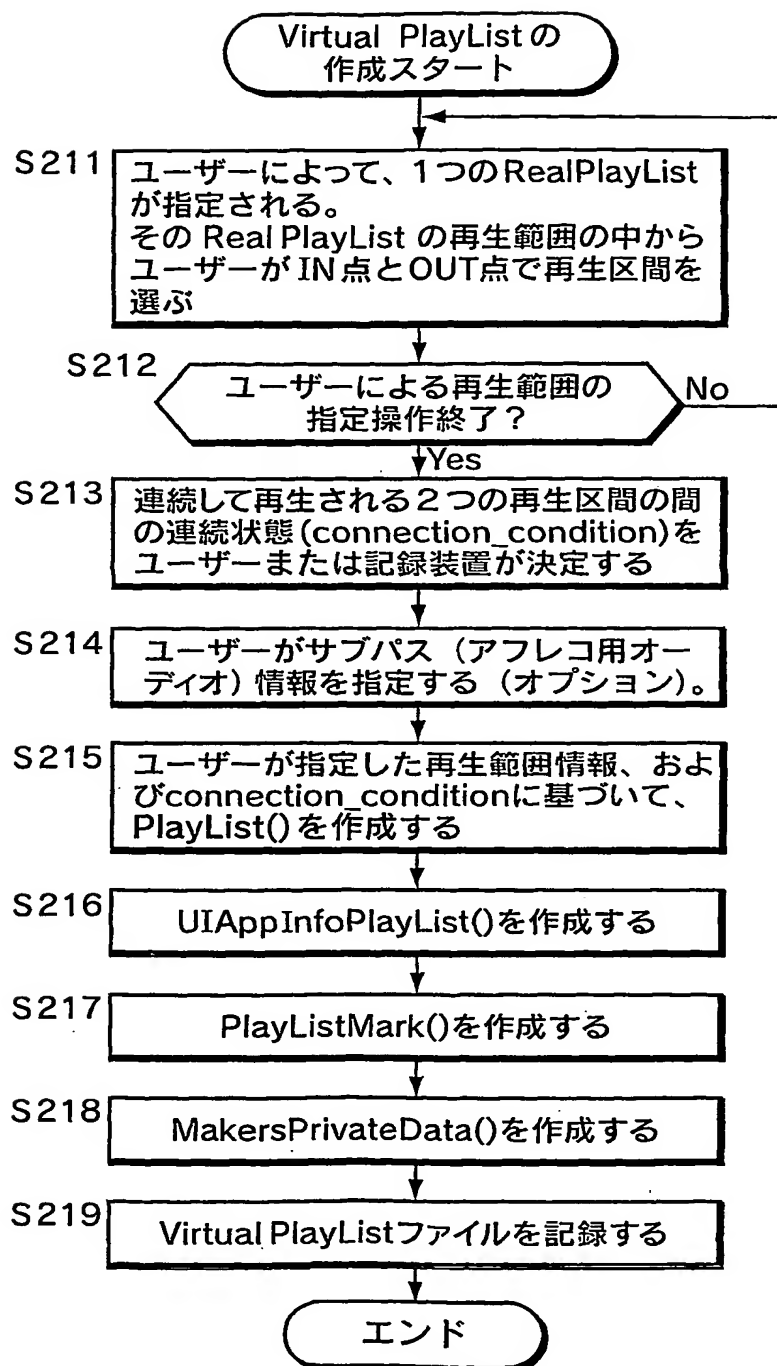 Virtual PlayListの
作成スタート
S211
ユーザーによって、1つのRealPlayList
が指定される。
その Real PlayList の再生範囲の中から
ユーザーが IN点とOUT点で再生区間を
選ぶ
S212
ユーザーによる再生範囲の
指定操作終了？
No
Yes
S213
連続して再生される2つの再生区間の間
の連続状態(connection_condition)を
ユーザーまたは記録装置が決定する
S214
ユーザーがサブパス（アフレコ用オー
ディオ）情報を指定する（オプション）。
S215
ユーザーが指定した再生範囲情報、およ
びconnection_conditionに基づいて、
PlayList()を作成する
S216
UIAppInfoPlayList()を作成する
S217
PlayListMark()を作成する
S218
MakersPrivateData()を作成する
S219
Virtual PlayListファイルを記録する
エンド